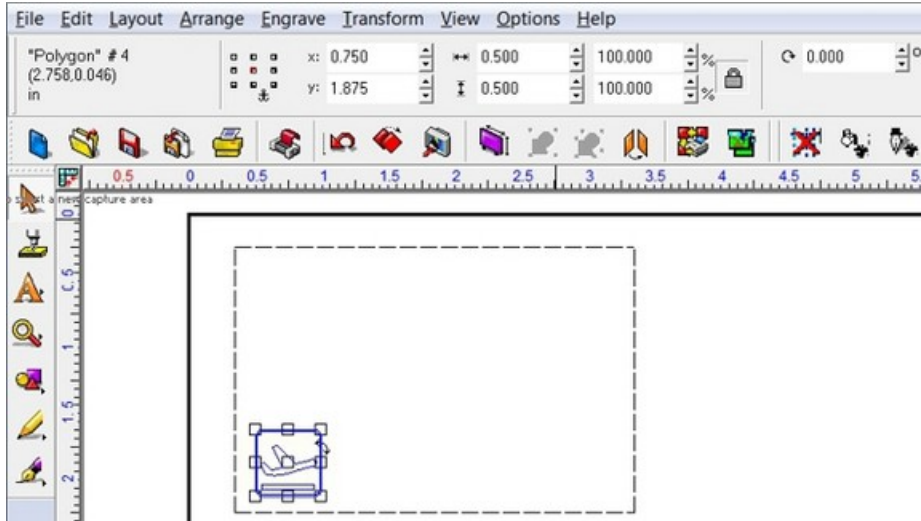 File Edit Layout Arrange Engrave Transform View Options Help
"Polygon" # 4
(2.758,0.046)
in
x: 0.750 0.500 100.000 % 0.000 o
y: 1.875 0.500 100.000 %
0.5 0 0.5 1 1.5 2 2.5 3 3.5 4 4.5 5 5.
a new capture area
0
0.5
1
1.5
2